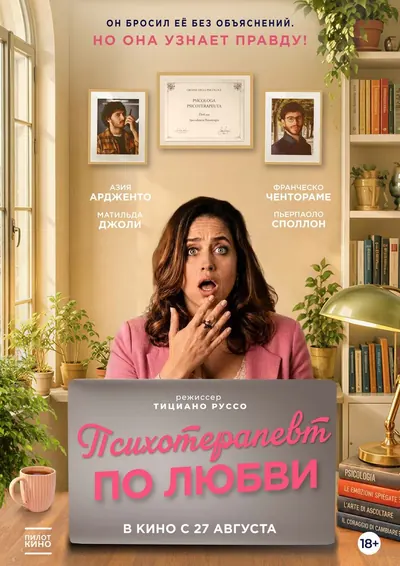 ОН БРОСИЛ ЕЁ БЕЗ ОБЪЯСНЕНИЙ.
НО ОНА УЗНАЕТ ПРАВДУ!
PSICOLOGA
PSICOTERAPEUTA
АЗИЯ
АРДЖЕНТО
МАТИЛЬДА
ДЖОЛИ
ФРАНЧЕСКО
ЧЕНТОРАМЕ
ПЬЕРПАОЛО
СПОЛЛОН
режиссер
ТИЦИАНО РУССО
Психотерапевт
ПО ЛЮБВИ
В КИНО С 27 АВГУСТА
ПИЛОТ
КИНО
PSICOLOGIA
LE EMOZIONI SPIEGATE
L'ARTE DI ASCOLTARE
IL CORAGGIO DI CAMBIARE
18+